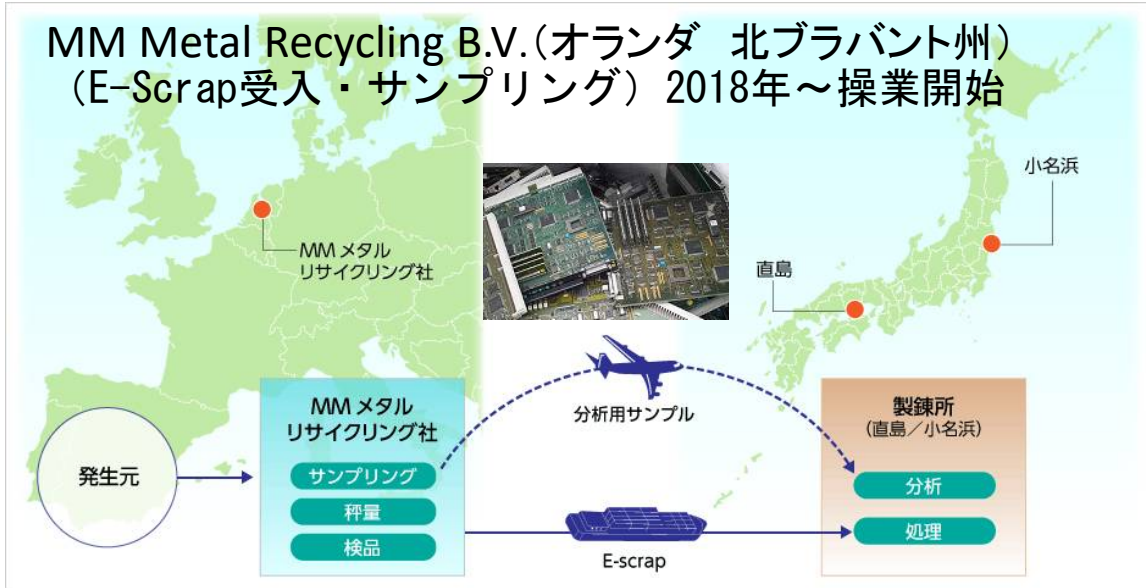 MM Metal Recycling B.V.(オランダ 北ブラバント州)
(E-Scrap受入・サンプリング) 2018年~操業開始
小名浜
MM メタル
リサイクリング社
直島
MM メタル
リサイクリング社
分析用サンプル
製錬所
(直島/小名浜)
発生元
サンプリング
秤量
検品
分析
処理
E-scrap